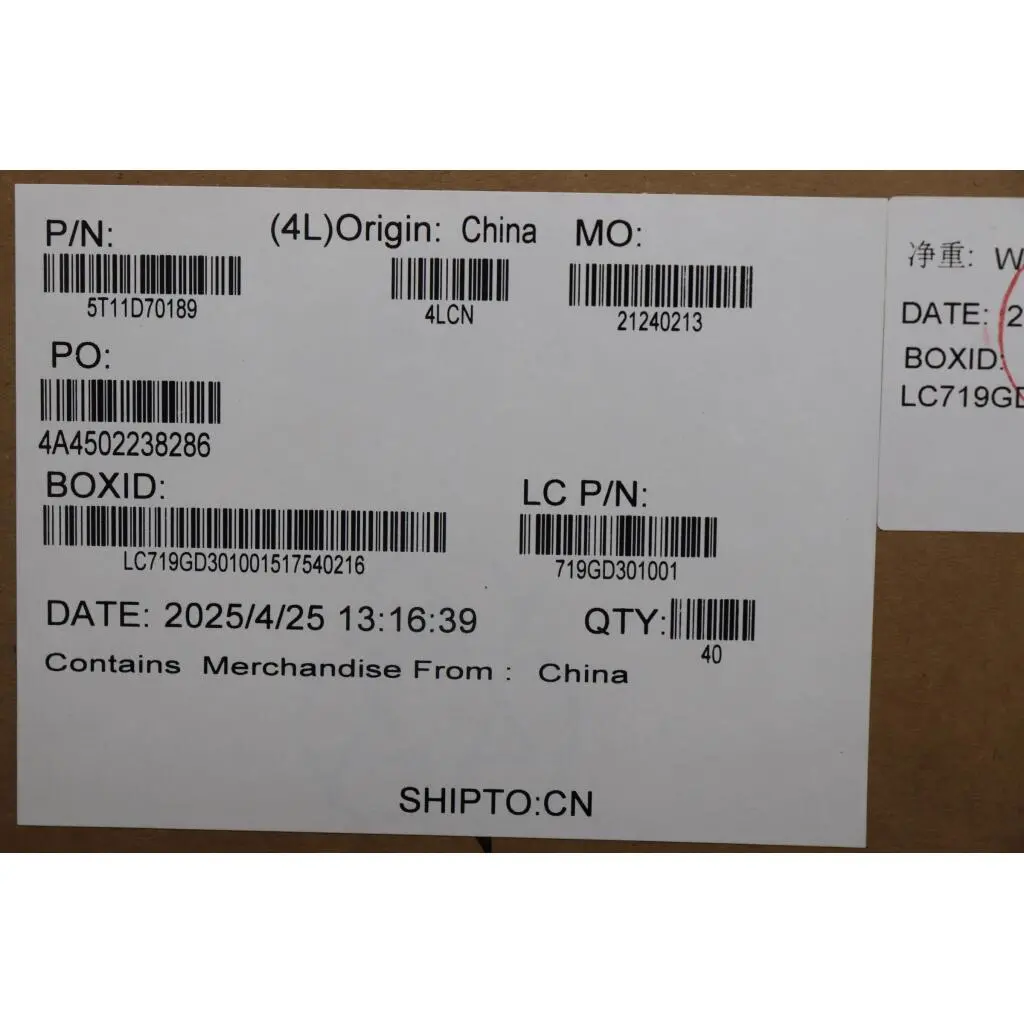 P/N: (4L)Origin: China MO:
5T11D70189 4LCN 21240213
PO:
4A4502238286
BOXID: LC P/N:
LC719GD301001517540216 719GD301001
DATE: 2025/4/25 13:16:39 QTY:
40
Contains Merchandise From : China
SHIPTO:CN
净重:
DATE:
BOXID: